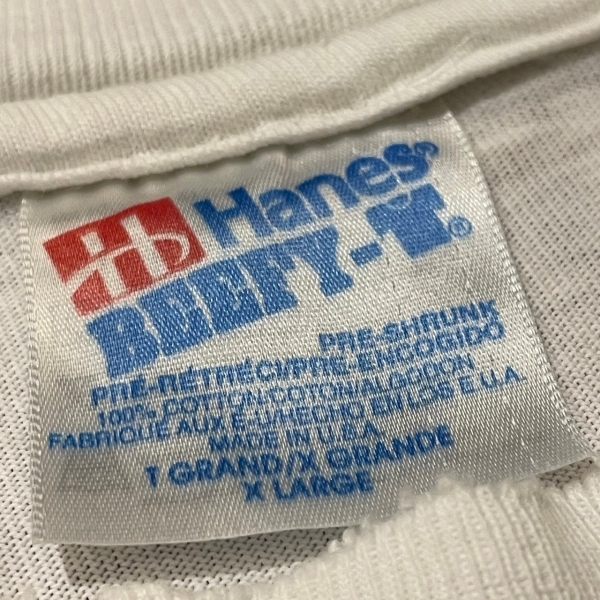 Hanes®
BEEFY-T®
PRE-SHRUNK
PRÉ-RÉTRÉCI/PRE-ENCOGIDO
100% COTTON/COTON/ALGODON
FABRIQUÉ AUX É-U/HECHO EN LOS E.U.A.
MADE IN U.S.A.
T GRAND/X GRANDE
X LARGE